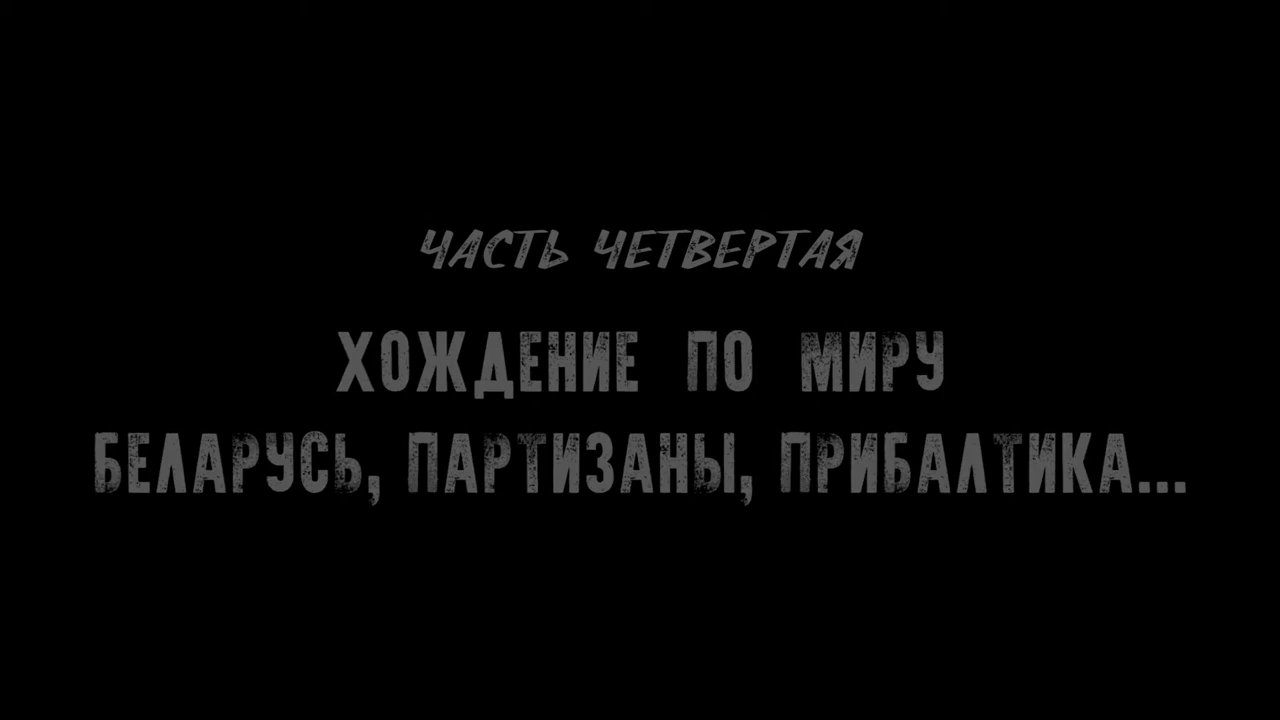 ЧАСТЬ ЧЕТВЕРТАЯ
ХОЖДЕНИЕ ПО МИРУ
БЕЛАРУСЬ, ПАРТИЗАНЫ, ПРИБАЛТИКА...